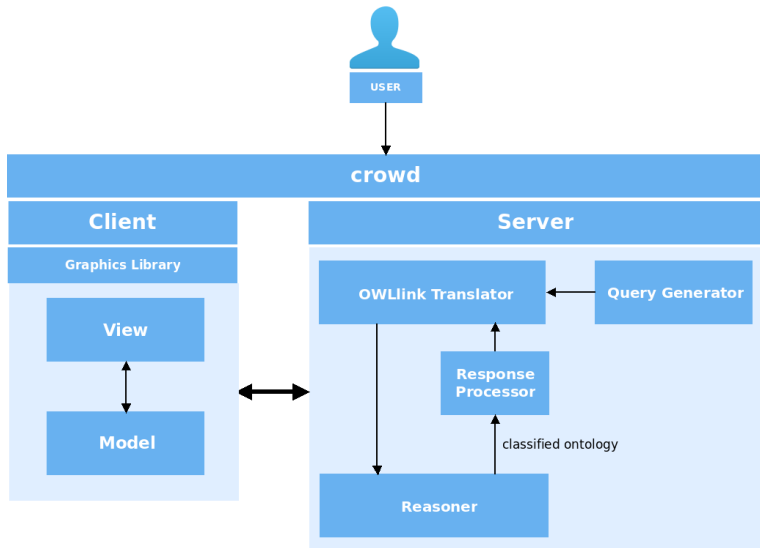 USER
crowd
Client
Server
Graphics Library
View
Model
OWLlink Translator
Query Generator
Response
Processor
classified ontology
Reasoner